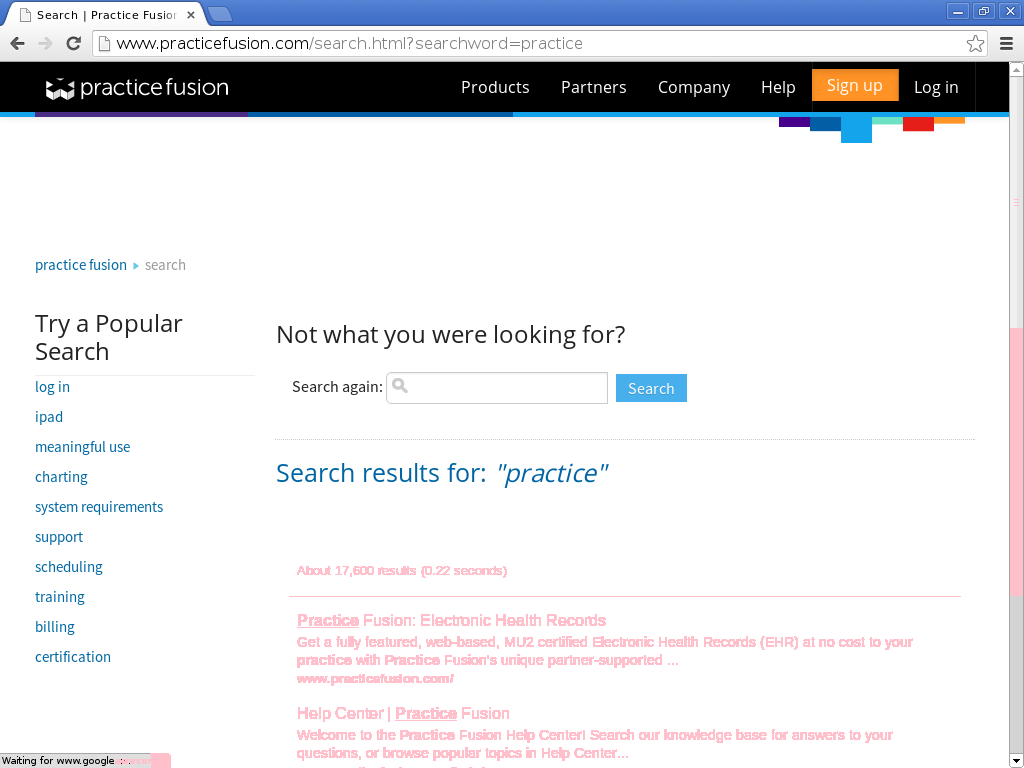 Search | Practice Fusion
www.practicefusion.com/search.html?searchword=practice
practice fusion
Products Partners Company Help Sign up Log in
practice fusion search
Try a Popular
Search
log in
ipad
meaningful use
charting
system requirements
support
scheduling
training
billing
certification
Not what you were looking for?
Search again: Search
Search results for: "practice"
About 17,600 results (0.22 seconds)
Practice Fusion: Electronic Health Records
Get a fully featured, web-based, MU2 certified Electronic Health Records (EHR) at no cost to your
practice with Practice Fusion's unique partner-supported ...
www.practicefusion.com/
Help Center | Practice Fusion
Welcome to the Practice Fusion Help Center! Search our knowledge base for answers to your
questions, or browse popular topics in Help Center...
Waiting for www.google